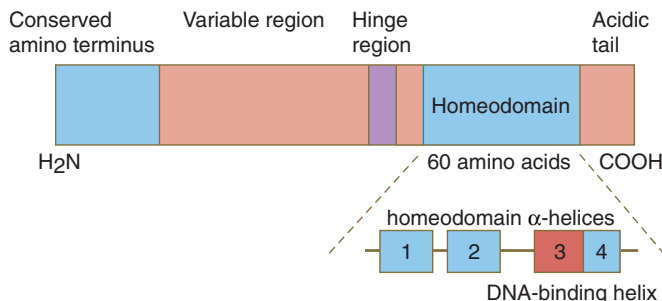 Conserved
amino terminus
Variable region
Hinge
region
Acidic
tail
Homeodomain
H2N
60 amino acids
COOH
homeodomain α-helices
1 2 3 4
DNA-binding helix